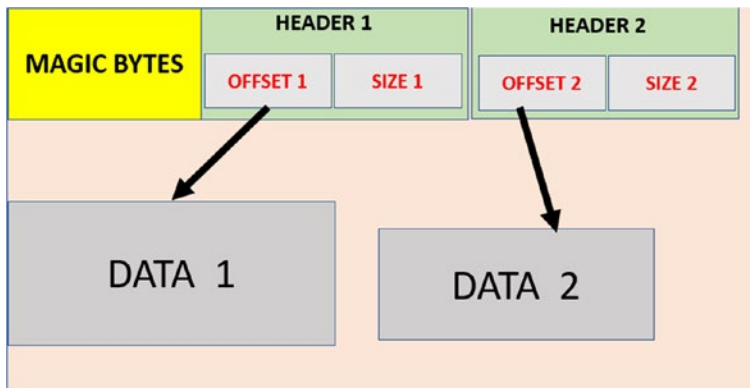 MAGIC BYTES
HEADER 1
OFFSET 1
SIZE 1
HEADER 2
OFFSET 2
SIZE 2
DATA 1
DATA 2